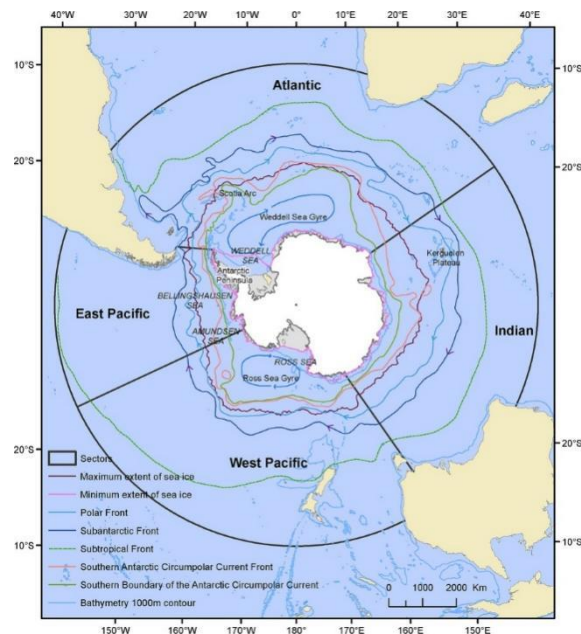 40°W 30°W 20°W 10°W 0° 10°E 20°E 30°E 40°E
10°S
10°S
Atlantic
20°S
20°S
Scotia Arc
Weddell Sea Gyre
WEDDELL
SEA
Kerguelen
Plateau
Antarctic
Peninsula
BELLINGSHAUSEN
SEA
East Pacific
Indian
AMUNDSEN
SEA
ROSS SEA
Ross Sea Gyre
20°S
20°S
West Pacific
Sectors
Maximum extent of sea ice
Minimum extent of sea ice
Polar Front
Subantarctic Front
Subtropical Front
Southern Antarctic Circumpolar Current Front
Southern Boundary of the Antarctic Circumpolar Current
Bathymetry 1000m contour
10°S
10°S
0 1000 2000 Km
150°W 160°W 170°W 180° 170°E 160°E 150°E